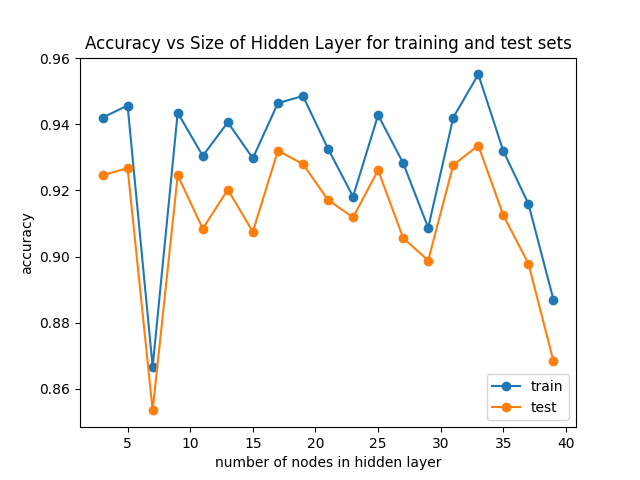 Accuracy vs Size of Hidden Layer for training and test sets
0.96
0.94
0.92
0.90
0.88
0.86
accuracy
5 10 15 20 25 30 35 40
number of nodes in hidden layer
train
test